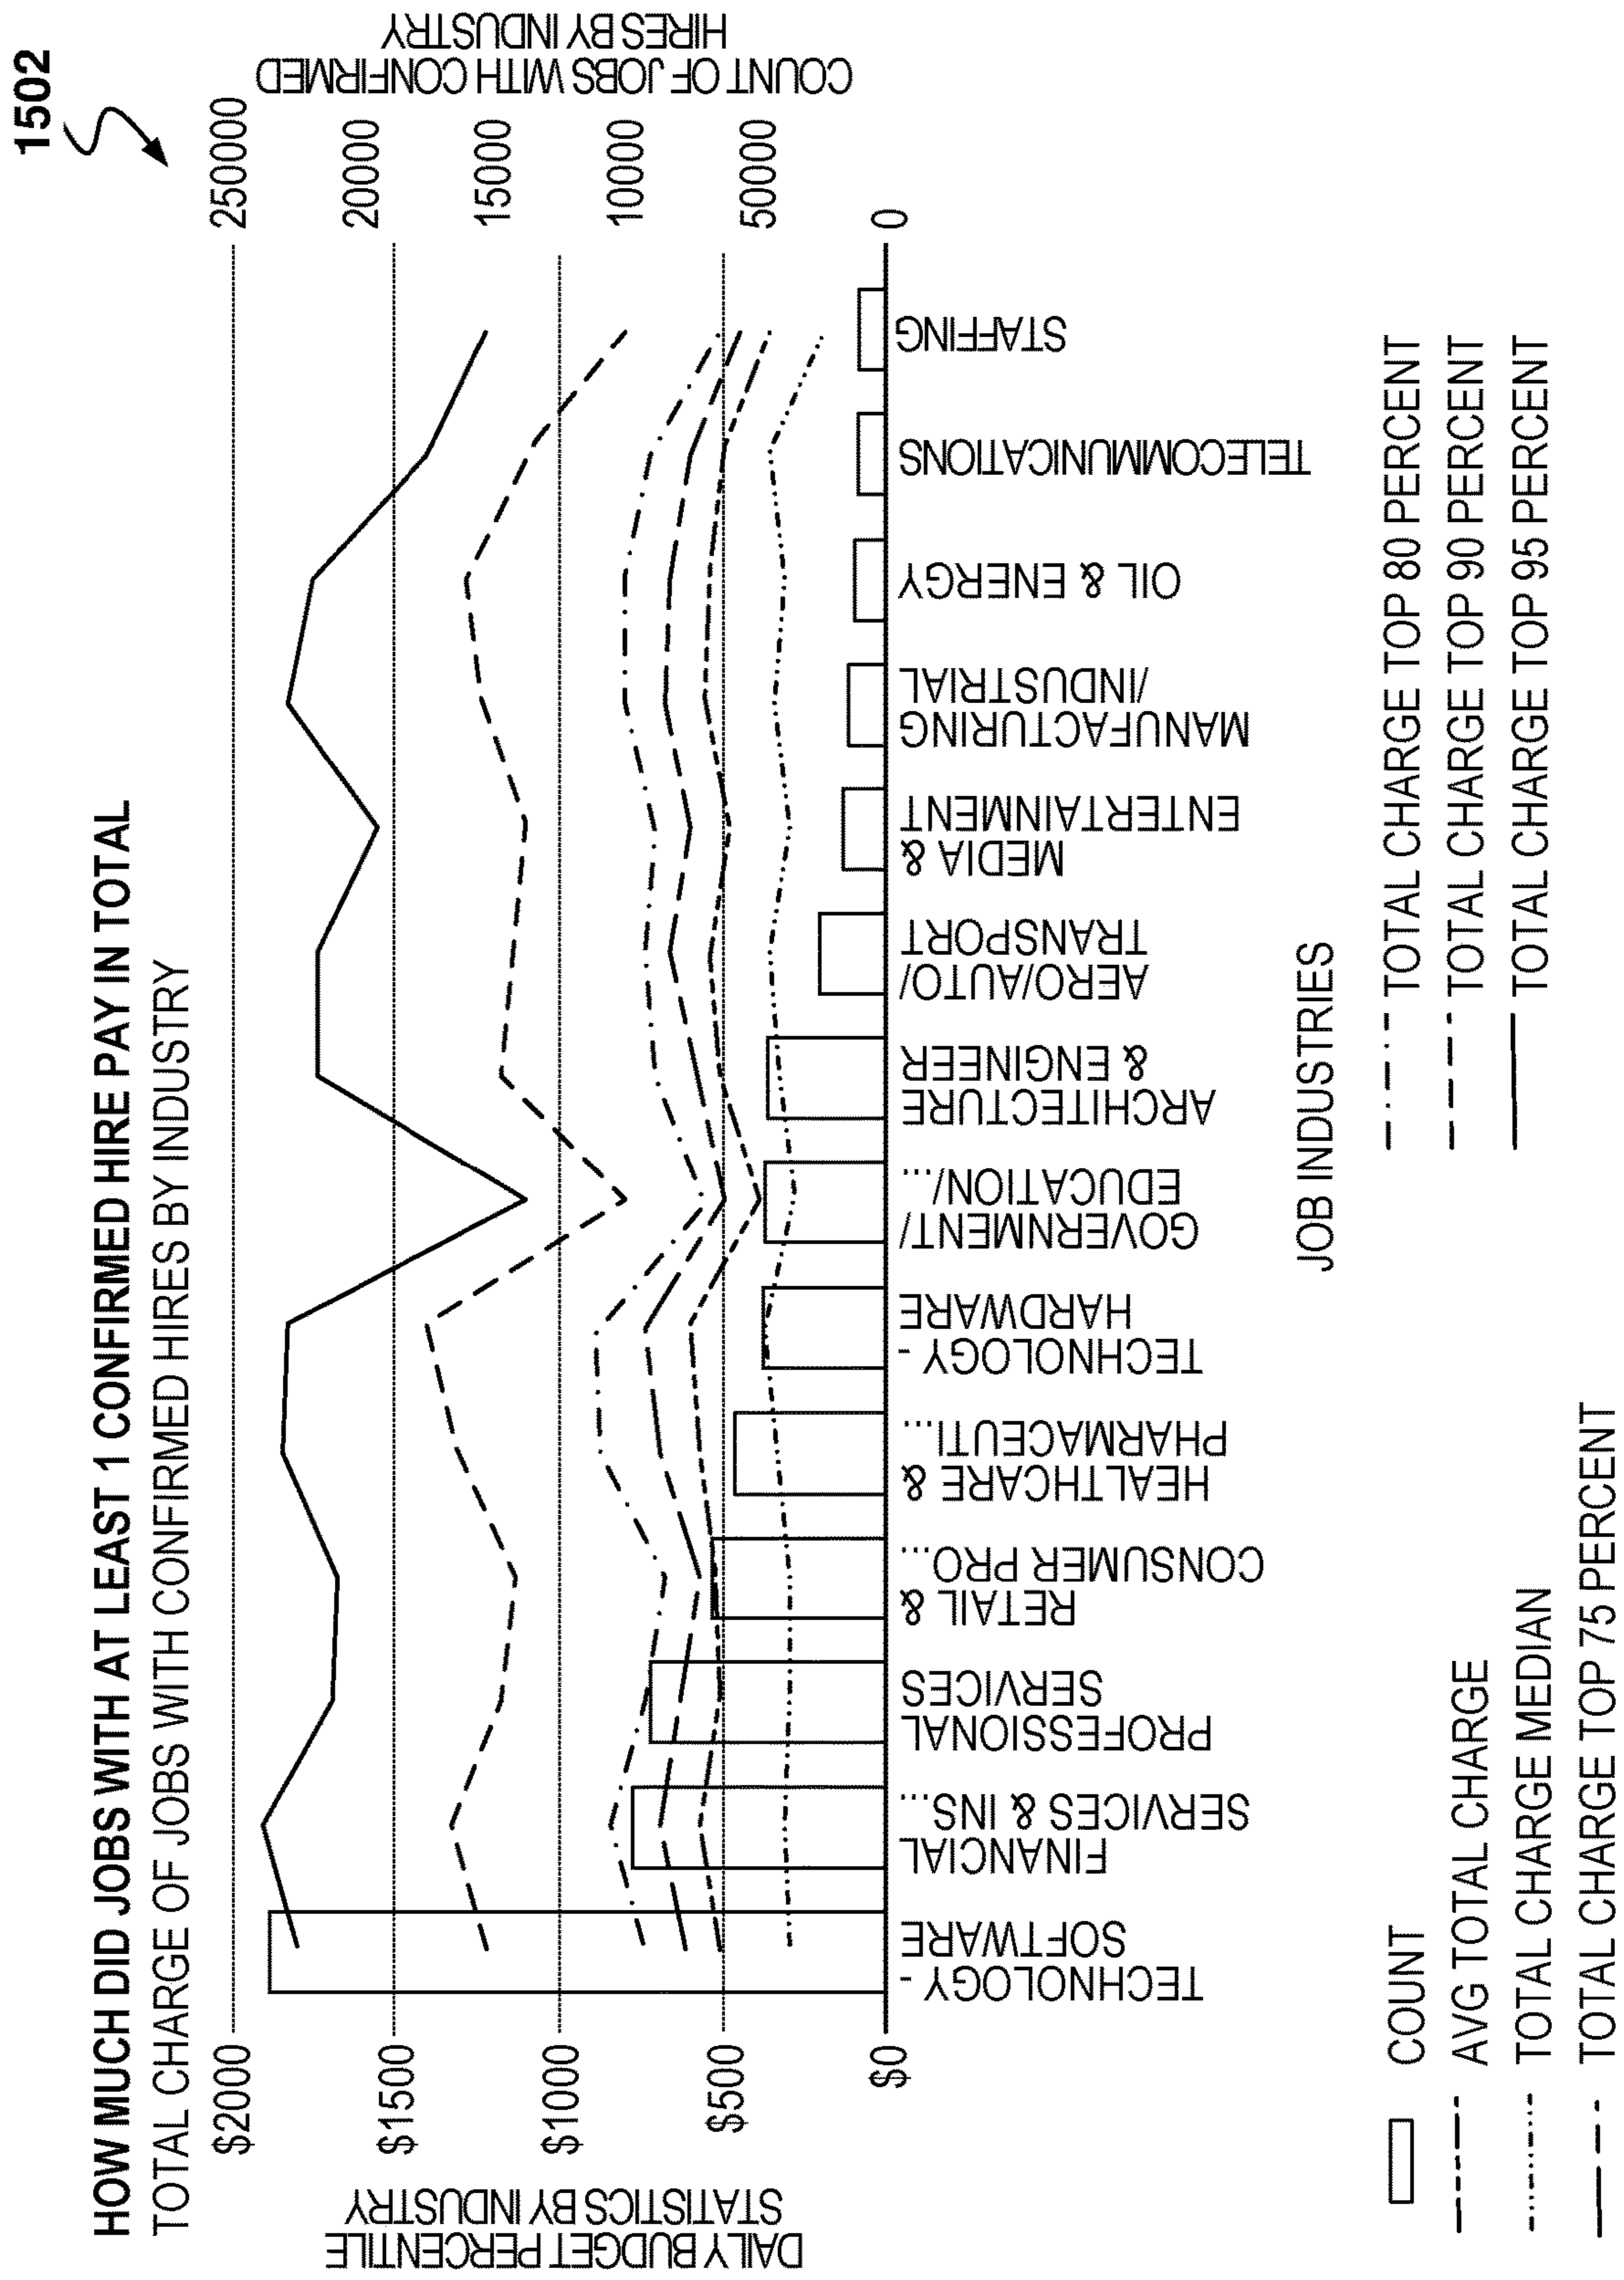 1502
HOW MUCH DID JOBS WITH AT LEAST 1 CONFIRMED HIRE PAY IN TOTAL
TOTAL CHARGE OF JOBS WITH CONFIRMED HIRES BY INDUSTRY
DAILY BUDGET PERCENTILE
STATISTICS BY INDUSTRY
$2000
$1500
$1000
$500
$0
250000
20000
15000
10000
50000
0
COUNT OF JOBS WITH CONFIRMED
HIRES BY INDUSTRY
TECHNOLOGY -
SOFTWARE
FINANCIAL
SERVICES & INS...
PROFESSIONAL
SERVICES
RETAIL &
CONSUMER PRO...
HEALTHCARE &
PHARMACEUTI...
TECHNOLOGY -
HARDWARE
GOVERNMENT/
EDUCATION/...
ARCHITECTURE
& ENGINEER
AERO/AUTO/
TRANSPORT
MEDIA &
ENTERTAINMENT
MANUFACTURING
/INDUSTRIAL
OIL & ENERGY
TELECOMMUNICATIONS
STAFFING
JOB INDUSTRIES
COUNT
AVG TOTAL CHARGE
TOTAL CHARGE MEDIAN
TOTAL CHARGE TOP 75 PERCENT
TOTAL CHARGE TOP 80 PERCENT
TOTAL CHARGE TOP 90 PERCENT
TOTAL CHARGE TOP 95 PERCENT